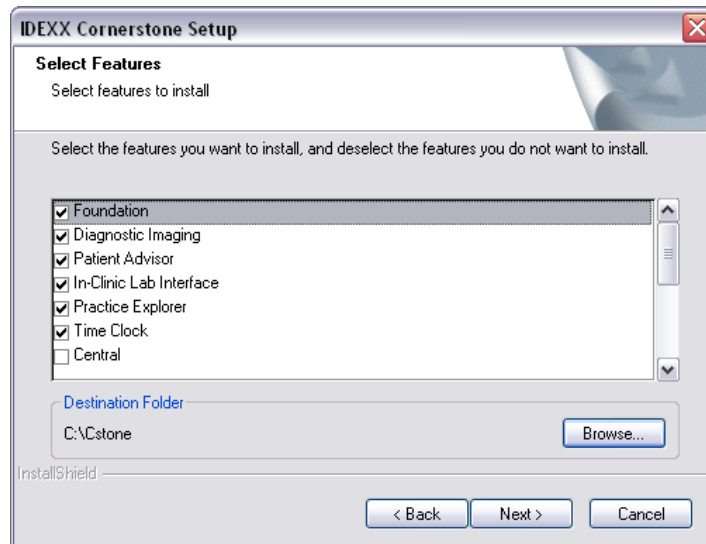 IDEXX Cornerstone Setup
Select Features
Select features to install
Select the features you want to install, and deselect the features you do not want to install.
Foundation
Diagnostic Imaging
Patient Advisor
In-Clinic Lab Interface
Practice Explorer
Time Clock
Central
Destination Folder
C:\Cstone
Browse...
InstallShield
< Back
Next >
Cancel